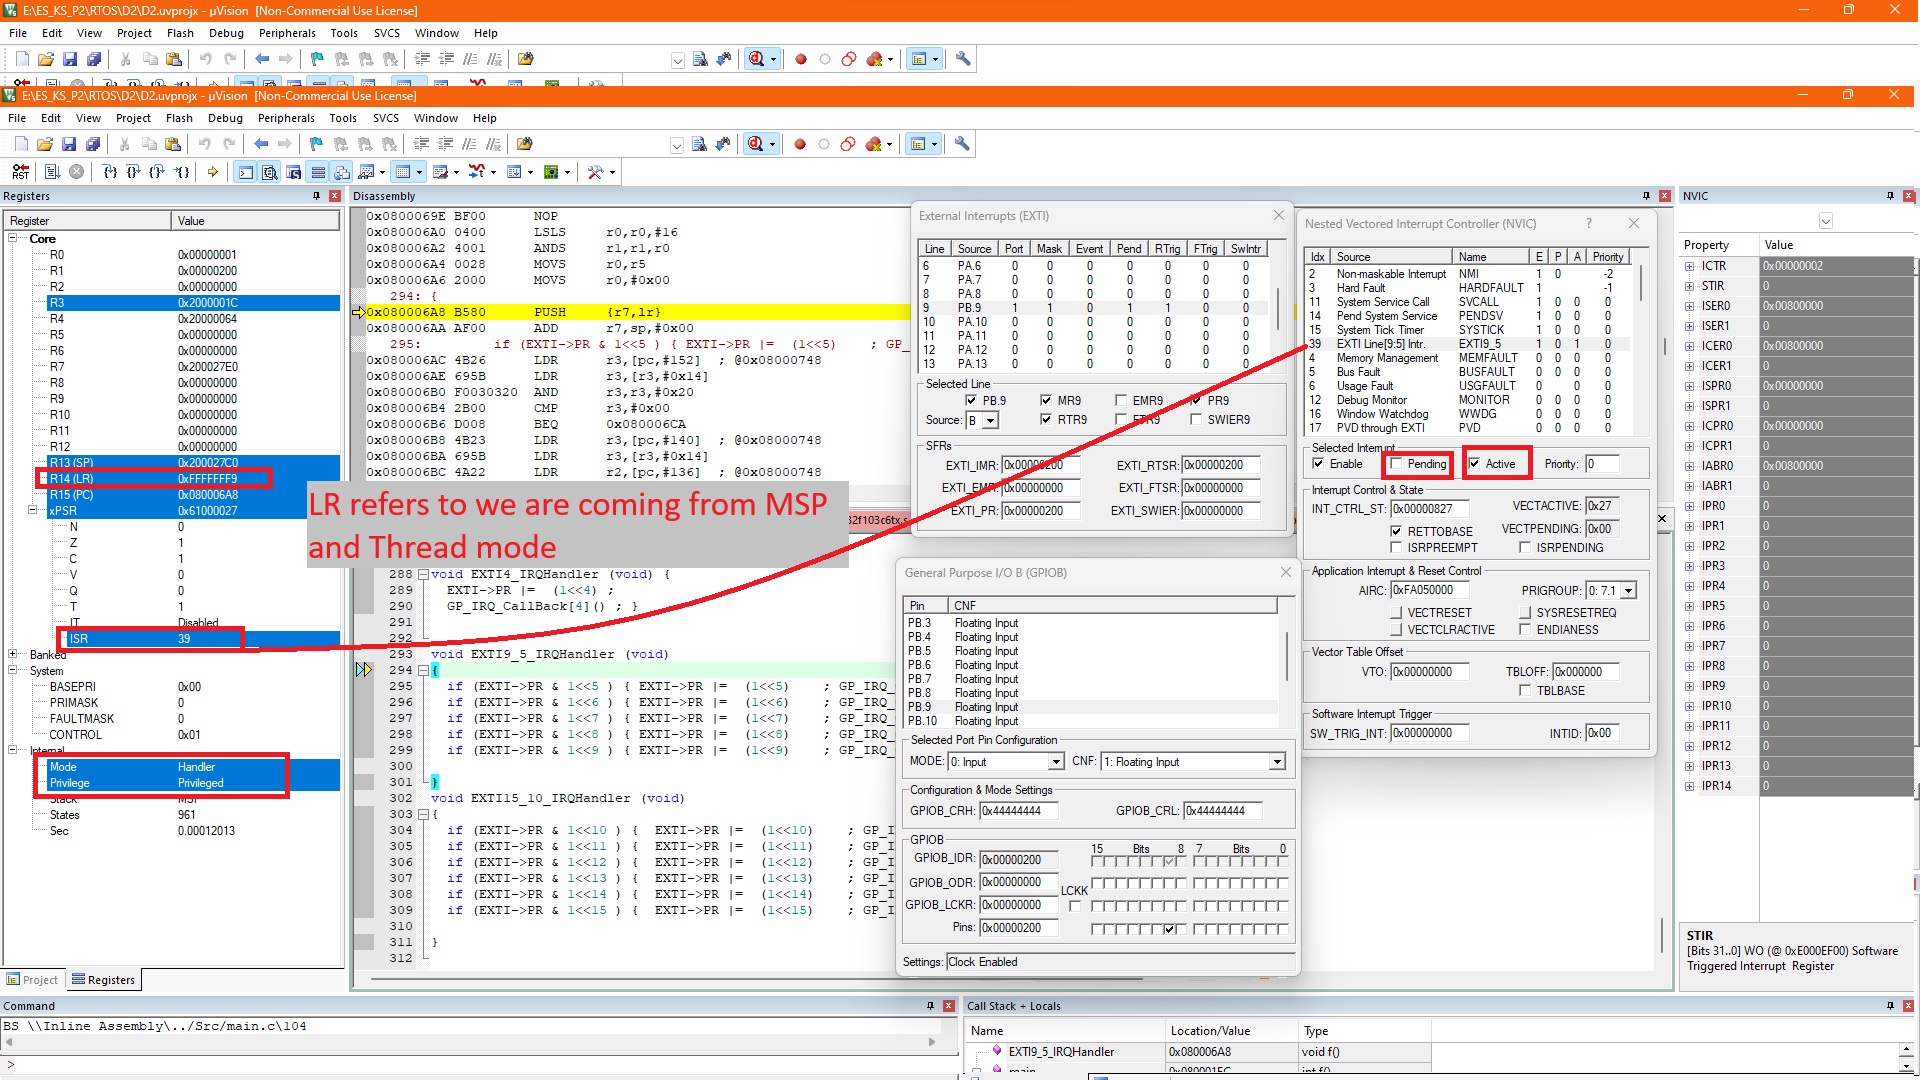 E:\ES_KS_P2\RTOS\D2\D2.uvprojx - µVision [Non-Commercial Use License]
File Edit View Project Flash Debug Peripherals Tools SVCS Window Help
E:\ES_KS_P2\RTOS\D2\D2.uvprojx - µVision [Non-Commercial Use License]
File Edit View Project Flash Debug Peripherals Tools SVCS Window Help
Registers
Register Value
Core
R0 0x00000001
R1 0x00000200
R2 0x00000000
R3 0x2000001C
R4 0x20000064
R5 0x00000000
R6 0x00000000
R7 0x200027E0
R8 0x00000000
R9 0x00000000
R10 0x00000000
R11 0x00000000
R12 0x00000000
R13 (SP) 0x200027C0
R14 (LR) 0xFFFFFFF9
R15 (PC) 0x080006A8
xPSR 0x61000027
N 0
Z 1
C 1
V 0
Q 0
T 1
IT Disabled
ISR 39
Banked
System
BASEPRI 0x00
PRIMASK 0
FAULTMASK 0
CONTROL 0x01
Internal
Mode Handler
Privilege Privileged
Stack MSP
States 961
Sec 0.00012013
Project Registers
Disassembly
0x0800069E BF00 NOP
0x080006A0 0400 LSLS r0,r0,#16
0x080006A2 4001 ANDS r1,r1,r0
0x080006A4 0028 MOVS r0,r5
0x080006A6 2000 MOVS r0,#0x00
294: {
0x080006A8 B580 PUSH {r7,lr}
0x080006AA AF00 ADD r7,sp,#0x00
295: if (EXTI->PR & 1<<5 ) { EXTI->PR |= (1<<5) ; GP_
0x080006AC 4B26 LDR r3,[pc,#152] ; @0x08000748
0x080006AE 695B LDR r3,[r3,#0x14]
0x080006B0 F0030320 AND r3,r3,#0x20
0x080006B4 2B00 CMP r3,#0x00
0x080006B6 D008 BEQ 0x080006CA
0x080006B8 4B23 LDR r3,[pc,#140] ; @0x08000748
0x080006BA 695B LDR r3,[r3,#0x14]
0x080006BC 4A22 LDR r2,[pc,#136] ; @0x08000748
LR refers to we are coming from MSP
and Thread mode
32f103c6tx.s
288 void EXTI4_IRQHandler (void) {
289 EXTI->PR |= (1<<4) ;
290 GP_IRQ_CallBack[4]() ; }
291
292
293 void EXTI9_5_IRQHandler (void)
294 {
295 if (EXTI->PR & 1<<5 ) { EXTI->PR |= (1<<5) ; GP_IRQ_
296 if (EXTI->PR & 1<<6 ) { EXTI->PR |= (1<<6) ; GP_IRQ_
297 if (EXTI->PR & 1<<7 ) { EXTI->PR |= (1<<7) ; GP_IRQ_
298 if (EXTI->PR & 1<<8 ) { EXTI->PR |= (1<<8) ; GP_IRQ_
299 if (EXTI->PR & 1<<9 ) { EXTI->PR |= (1<<9) ; GP_IRQ_
300
301 }
302 void EXTI15_10_IRQHandler (void)
303 {
304 if (EXTI->PR & 1<<10 ) { EXTI->PR |= (1<<10) ; GP_I
305 if (EXTI->PR & 1<<11 ) { EXTI->PR |= (1<<11) ; GP_I
306 if (EXTI->PR & 1<<12 ) { EXTI->PR |= (1<<12) ; GP_I
307 if (EXTI->PR & 1<<13 ) { EXTI->PR |= (1<<13) ; GP_I
308 if (EXTI->PR & 1<<14 ) { EXTI->PR |= (1<<14) ; GP_I
309 if (EXTI->PR & 1<<15 ) { EXTI->PR |= (1<<15) ; GP_I
310
311 }
312
External Interrupts (EXTI)
Line Source Port Mask Event Pend RTrig FTrig SwIntr
6 PA.6 0 0 0 0 0 0 0
7 PA.7 0 0 0 0 0 0 0
8 PA.8 0 0 0 0 0 0 0
9 PB.9 1 1 0 1 1 0 0
10 PA.10 0 0 0 0 0 0 0
11 PA.11 0 0 0 0 0 0 0
12 PA.12 0 0 0 0 0 0 0
13 PA.13 0 0 0 0 0 0 0
Selected Line
PB.9 MR9 EMR9 PR9
Source: B RTR9 FTR9 SWIER9
SFRs
EXTI_IMR: 0x00000200 EXTI_RTSR: 0x00000200
EXTI_EMR: 0x00000000 EXTI_FTSR: 0x00000000
EXTI_PR: 0x00000200 EXTI_SWIER: 0x00000000
General Purpose I/O B (GPIOB)
Pin CNF
PB.3 Floating Input
PB.4 Floating Input
PB.5 Floating Input
PB.6 Floating Input
PB.7 Floating Input
PB.8 Floating Input
PB.9 Floating Input
PB.10 Floating Input
Selected Port Pin Configuration
MODE: 0: Input CNF: 1: Floating Input
Configuration & Mode Settings
GPIOB_CRH: 0x44444444 GPIOB_CRL: 0x44444444
GPIOB
15 Bits 8 7 Bits 0
GPIOB_IDR: 0x00000200
GPIOB_ODR: 0x00000000
LCKK
GPIOB_LCKR: 0x00000000
Pins: 0x00000200
Settings: Clock Enabled
Nested Vectored Interrupt Controller (NVIC) ?
Idx Source Name E P A Priority
2 Non-maskable Interrupt NMI 1 0 -2
3 Hard Fault HARDFAULT 1 -1
11 System Service Call SVCALL 1 0 0 0
14 Pend System Service PENDSV 1 0 0 0
15 System Tick Timer SYSTICK 1 0 0 0
39 EXTI Line[9:5] Intr. EXTI9_5 1 0 1 0
4 Memory Management MEMFAULT 0 0 0 0
5 Bus Fault BUSFAULT 0 0 0 0
6 Usage Fault USGFAULT 0 0 0 0
12 Debug Monitor MONITOR 0 0 0 0
16 Window Watchdog WWDG 0 0 0 0
17 PVD through EXTI PVD 0 0 0 0
Selected Interrupt
Enable Pending Active Priority: 0
Interrupt Control & State
INT_CTRL_ST: 0x00000827 VECTACTIVE: 0x27
RETTOBASE VECTPENDING: 0x00
ISRPREEMPT ISRPENDING
Application Interrupt & Reset Control
AIRC: 0xFA050000 PRIGROUP: 0: 7.1
VECTRESET SYSRESETREQ
VECTCLRACTIVE ENDIANESS
Vector Table Offset
VTO: 0x00000000 TBLOFF: 0x000000
TBLBASE
Software Interrupt Trigger
SW_TRIG_INT: 0x00000000 INTID: 0x00
NVIC
Property Value
ICTR 0x00000002
STIR 0
ISER0 0x00800000
ISER1 0
ICER0 0x00800000
ICER1 0
ISPR0 0x00000000
ISPR1 0
ICPR0 0x00000000
ICPR1 0
IABR0 0x00800000
IABR1 0
IPR0 0
IPR1 0
IPR2 0
IPR3 0
IPR4 0
IPR5 0
IPR6 0
IPR7 0
IPR8 0
IPR9 0
IPR10 0
IPR11 0
IPR12 0
IPR13 0
IPR14 0
STIR
[Bits 31..0] WO (@ 0xE000EF00) Software
Triggered Interrupt Register
Command
BS \\Inline Assembly\../Src/main.c\104
>
Call Stack + Locals
Name Location/Value Type
EXTI9_5_IRQHandler 0x080006A8 void f()
main 0x080001FC int f()